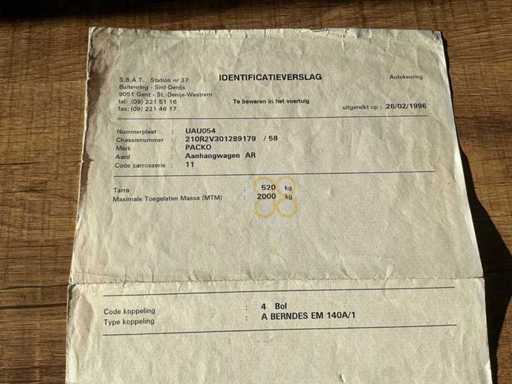 S.B.A.T. Station nr 37
Buitenring - Sint-Denijs
9051 Gent - St.-Denijs-Westrem
tel: (09) 221 51 16
fax: (09) 221 46 17
IDENTIFICATIEVERSLAG
Autokeuring
Te bewaren in het voertuig
uitgereikt op : 26/02/1996
Nummerplaat : UAU054
Chassisnummer : 210R2V301289179 / 58
Merk : PACKO
Aard : Aanhangwagen AR
Code carrosserie : 11
Tarra : 520 kg
Maximale Toegelaten Massa (MTM) : 2000 kg
Code koppeling : 4 Bol
Type koppeling : A BERNDES EM 140A/1